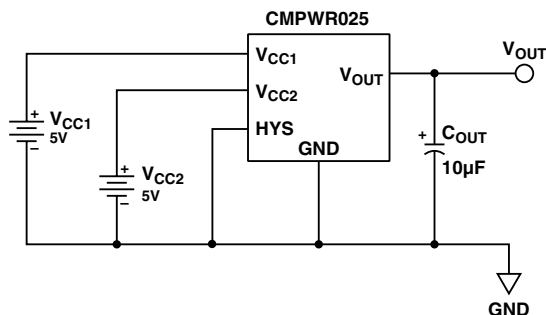 CMPWR025
VCC1
VOUT
VOUT
VCC2
HYS
GND
+
VCC1
5V
–
+
VCC2
5V
–
+
COUT
10µF
GND